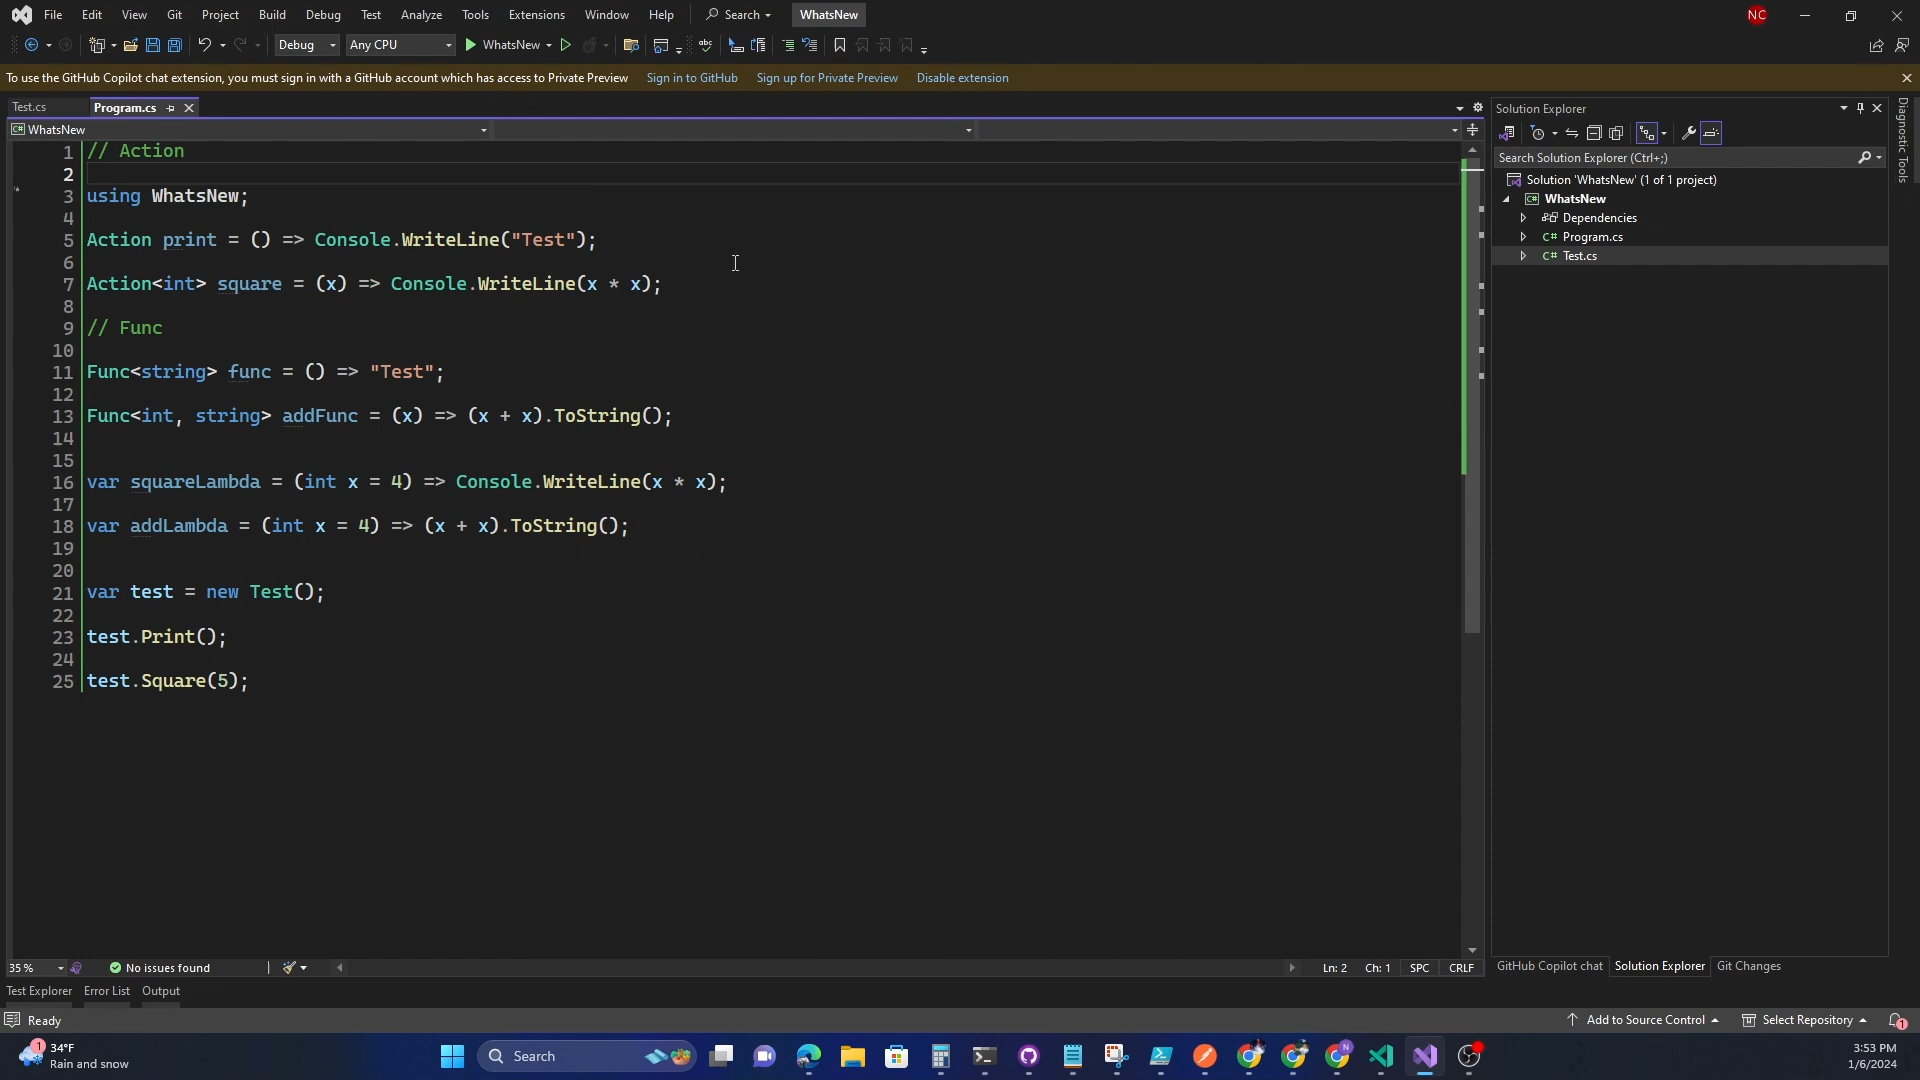 File Edit View Git Project Build Debug Test Analyze Tools Extensions Window Help Search WhatsNew NC
Debug Any CPU WhatsNew
To use the GitHub Copilot chat extension, you must sign in with a GitHub account which has access to Private Preview Sign in to GitHub Sign up for Private Preview Disable extension
Test.cs Program.cs
WhatsNew
1 // Action
2
3 using WhatsNew;
4
5 Action print = () => Console.WriteLine("Test");
6
7 Action<int> square = (x) => Console.WriteLine(x * x);
8
9 // Func
10
11 Func<string> func = () => "Test";
12
13 Func<int, string> addFunc = (x) => (x + x).ToString();
14
15
16 var squareLambda = (int x = 4) => Console.WriteLine(x * x);
17
18 var addLambda = (int x = 4) => (x + x).ToString();
19
20
21 var test = new Test();
22
23 test.Print();
24
25 test.Square(5);
35 % No issues found Ln: 2 Ch: 1 SPC CRLF
Solution Explorer
Search Solution Explorer (Ctrl+;)
Solution 'WhatsNew' (1 of 1 project)
C# WhatsNew
Dependencies
C# Program.cs
C# Test.cs
GitHub Copilot chat Solution Explorer Git Changes
Diagnostic Tools
Test Explorer Error List Output
Ready Add to Source Control Select Repository 1
1 34°F
Rain and snow
Search
3:53 PM
1/6/2024